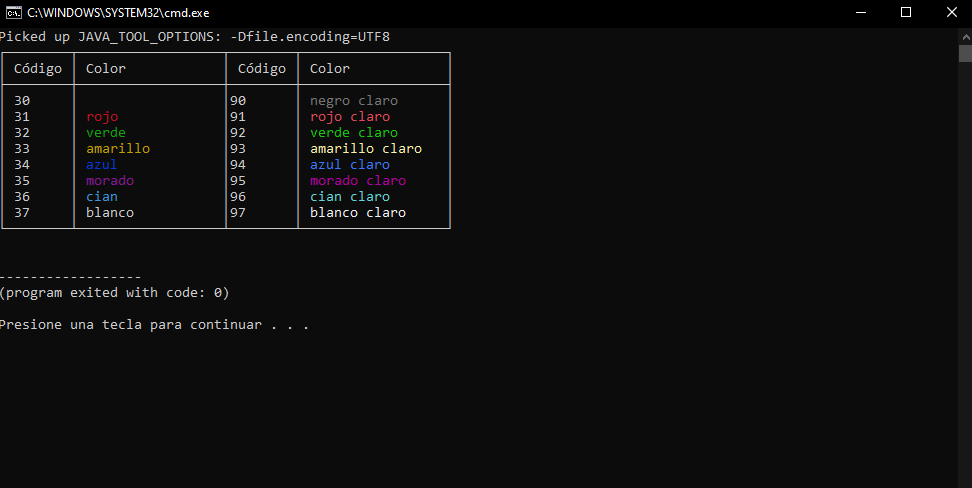 C:\WINDOWS\SYSTEM32\cmd.exe
Picked up JAVA_TOOL_OPTIONS: -Dfile.encoding=UTF8
Código Color Código Color
30 90 negro claro
31 rojo 91 rojo claro
32 verde 92 verde claro
33 amarillo 93 amarillo claro
34 azul 94 azul claro
35 morado 95 morado claro
36 cian 96 cian claro
37 blanco 97 blanco claro
------------------
(program exited with code: 0)
Presione una tecla para continuar . . .